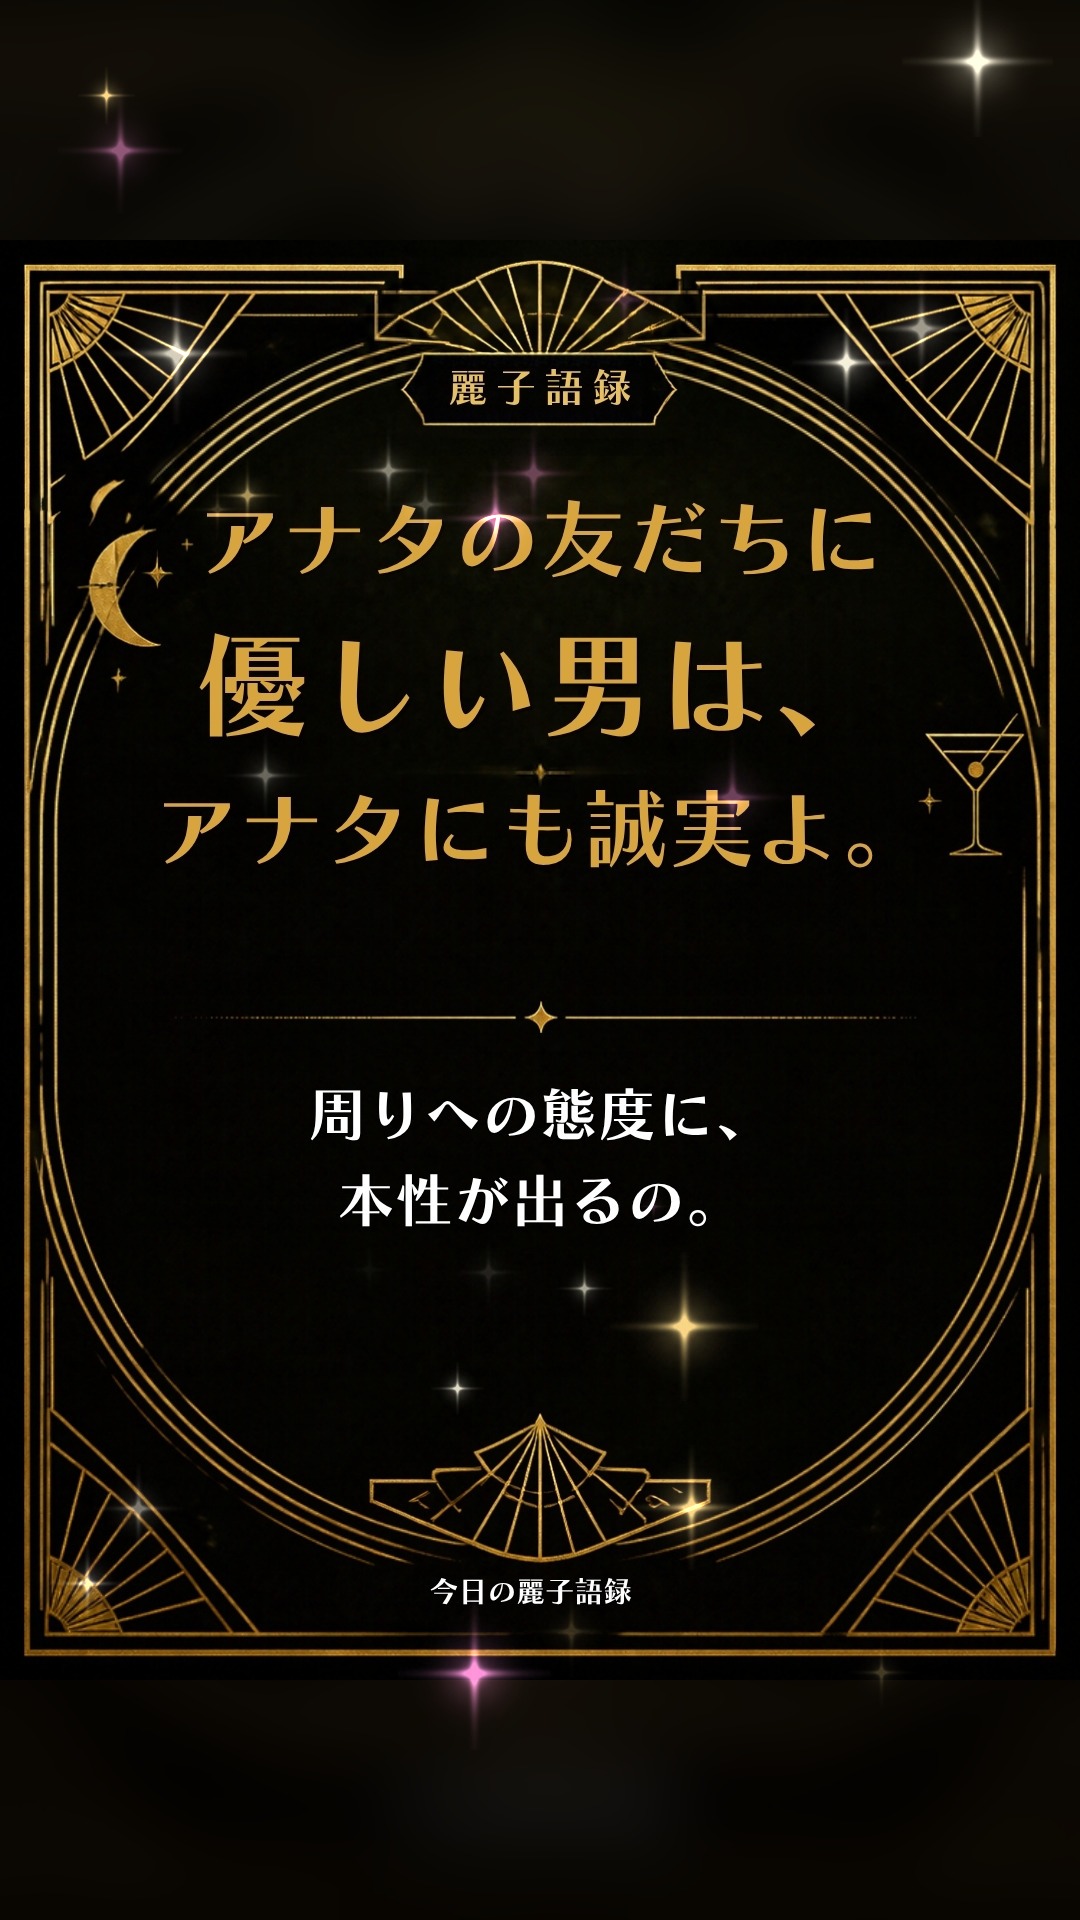 麗子語録
アナタの友だちに
優しい男は、
アナタにも誠実よ。
周りへの態度に、
本性が出るの。
今日の麗子語録